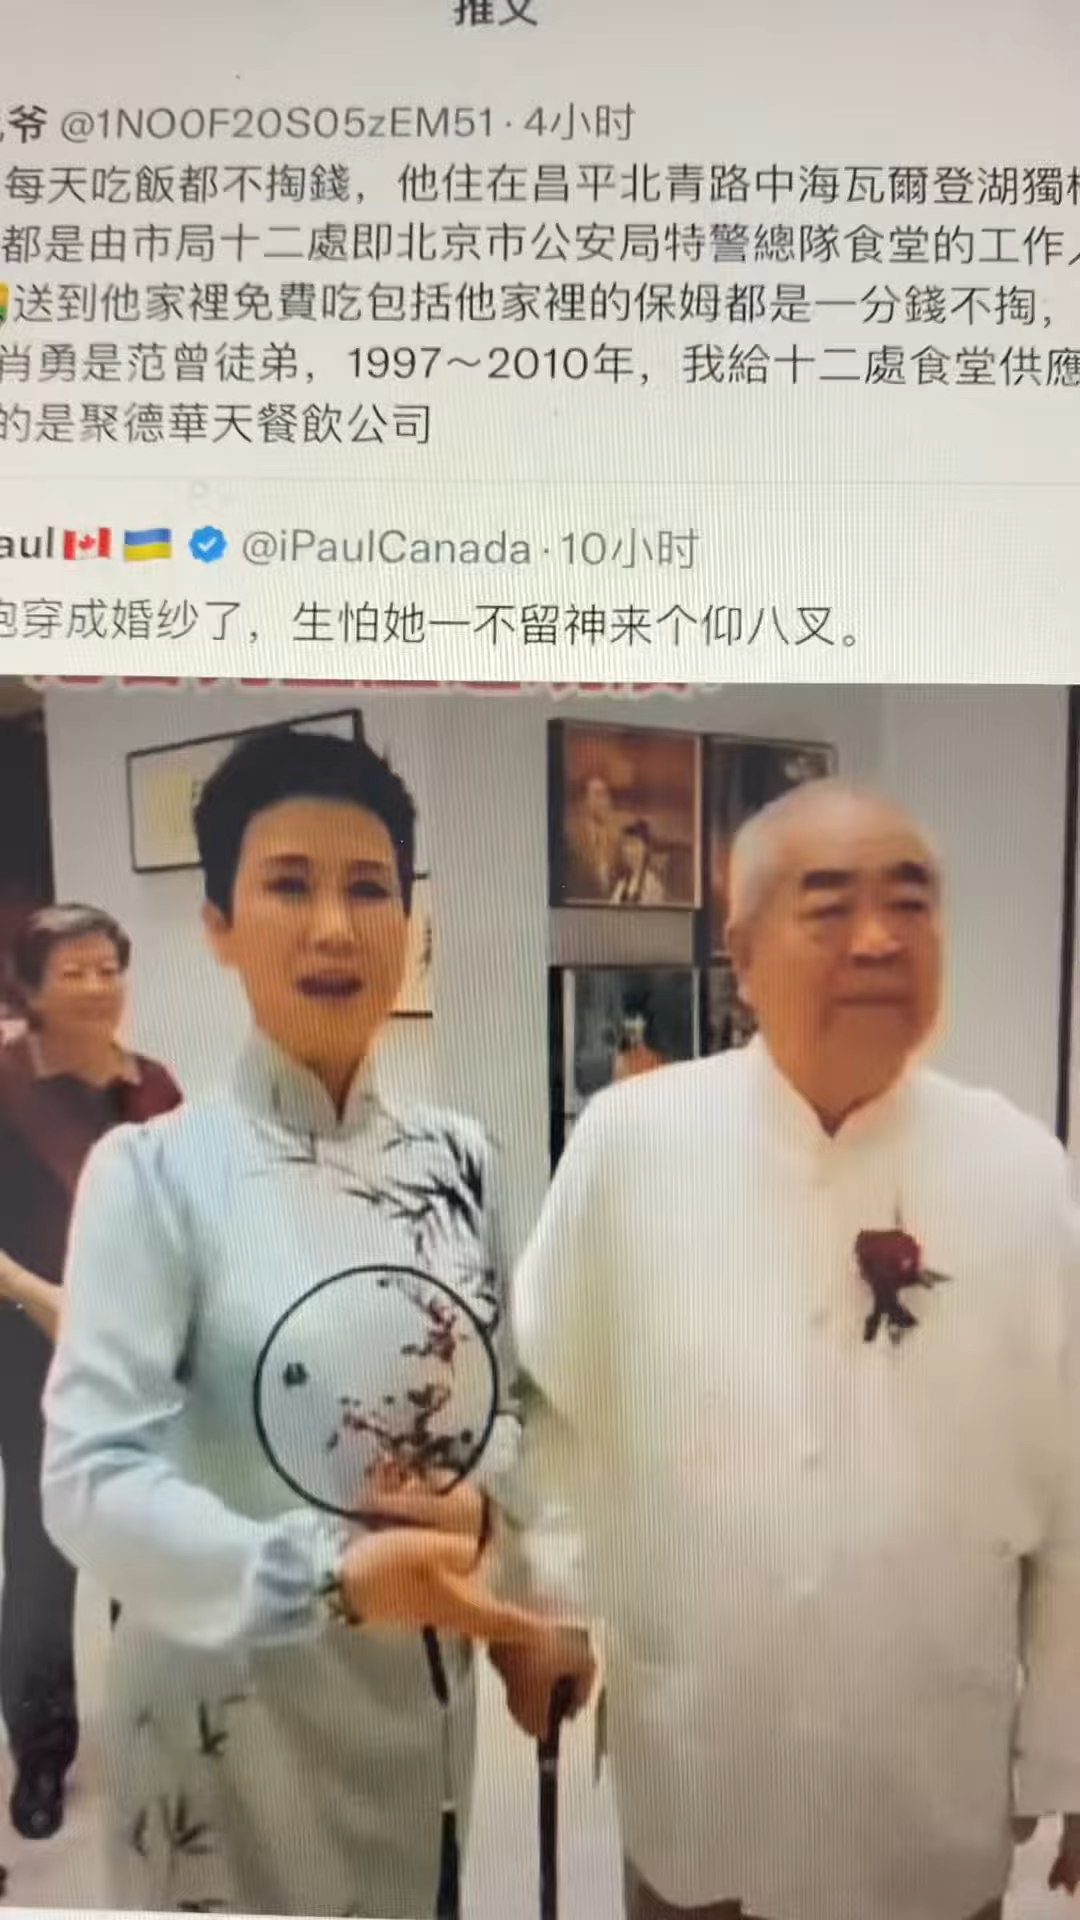 推文
爷 @1NO0F20S05zEM51 · 4小时
每天吃飯都不掏錢，他住在昌平北青路中海瓦爾登湖獨
都是由市局十二處即北京市公安局特警總隊食堂的工作
送到他家裡免費吃包括他家裡的保姆都是一分錢不掏，
肖勇是范曾徒弟，1997～2010年，我給十二處食堂供應
的是聚德華天餐飲公司
aul🇨🇦 🇺🇦 @iPaulCanada · 10小时
袍穿成婚纱了，生怕她一不留神来个仰八叉。